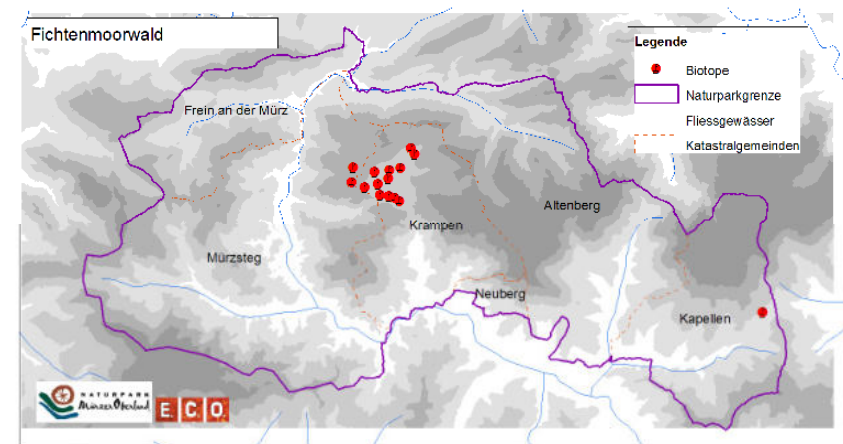 Fichtenmoorwald
Legende
Biotope
Naturparkgrenze
Fliessgewässer
Katastralgemeinden
Frein an der Mürz
Altenberg
Krampen
Mürzsteg
Neuberg
Kapellen
NATURPARK
Mürzer Oberland
E.C.O.